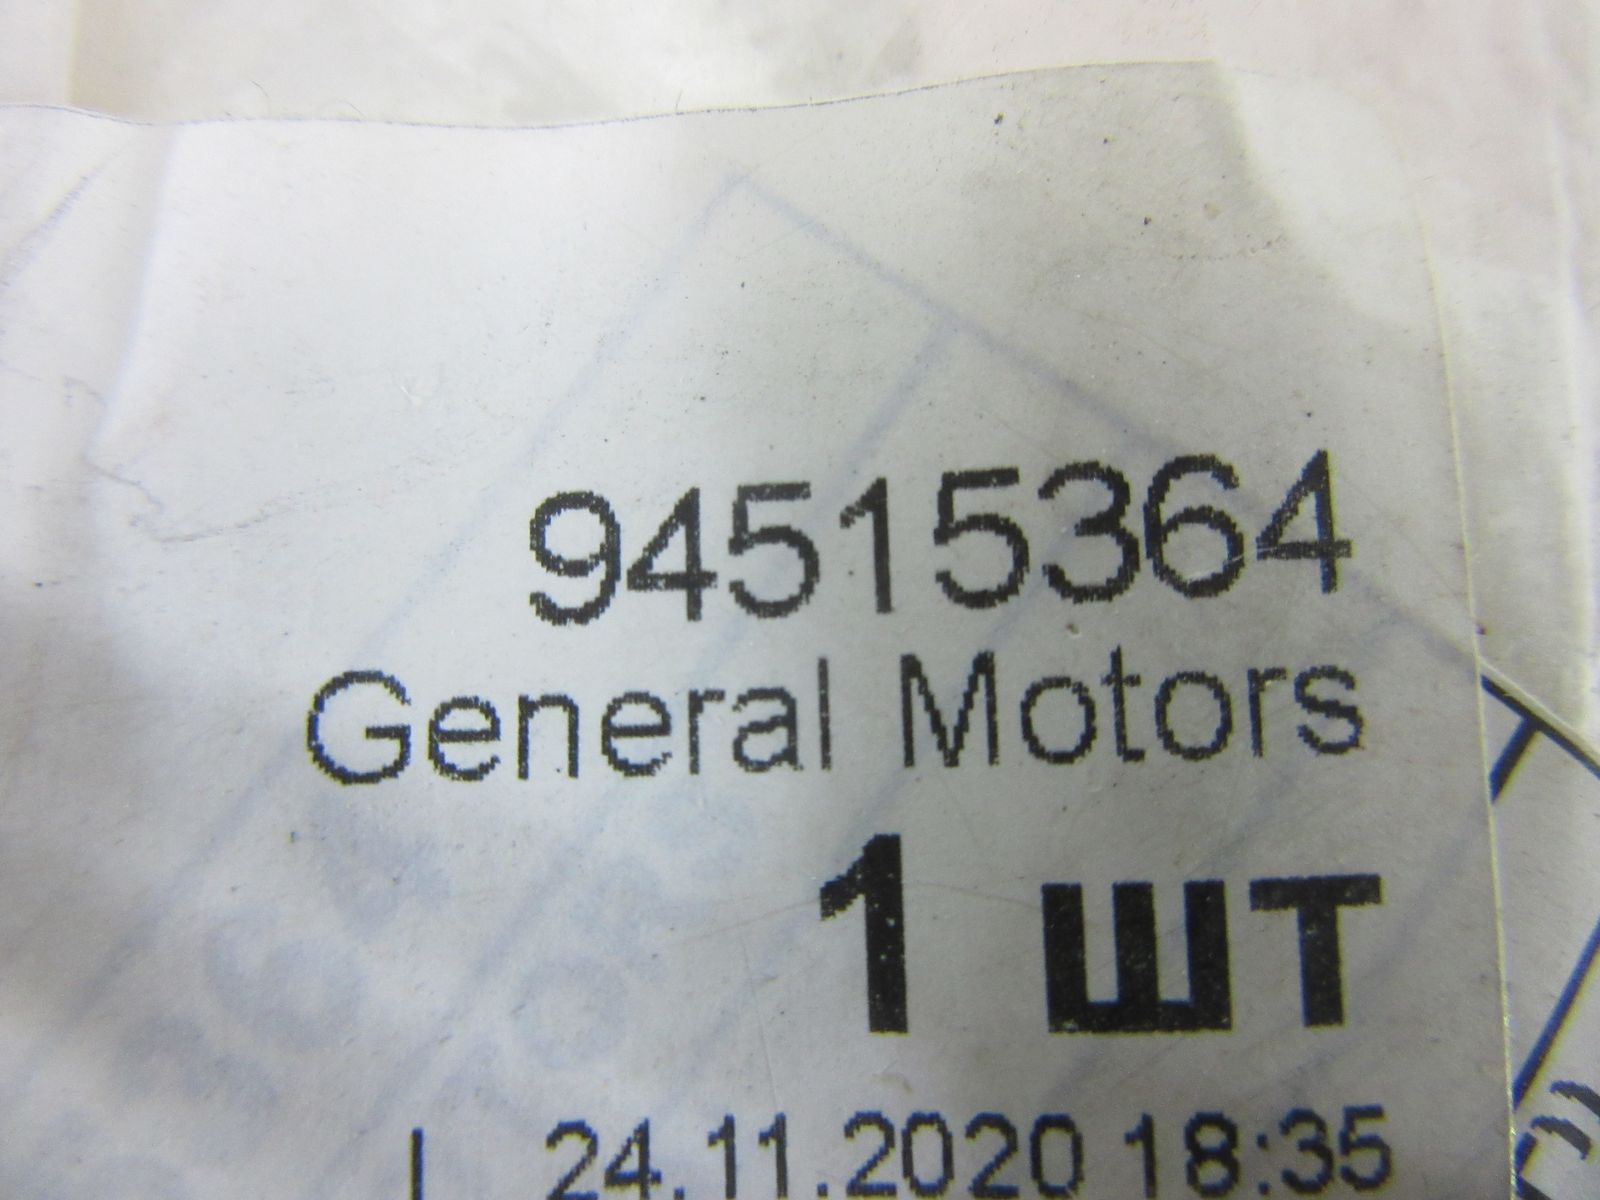 94515364
General Motors
1 шт
24.11.2020 18:35